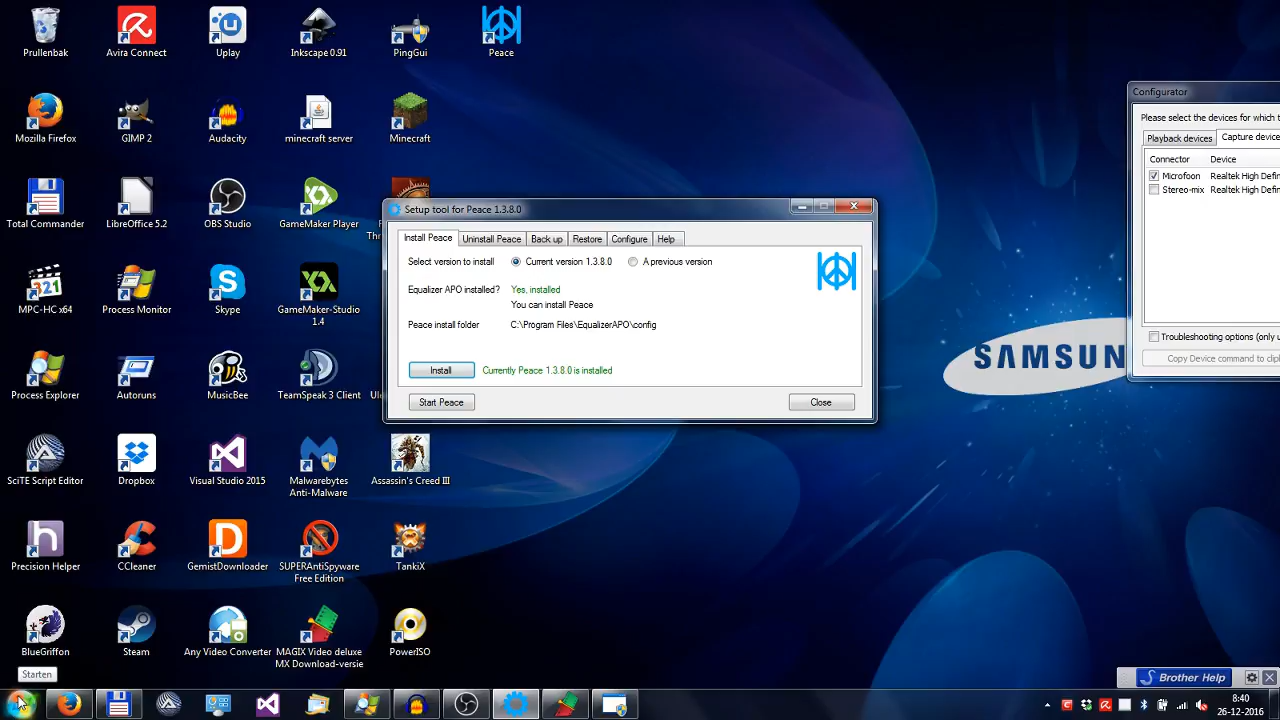 Prullenbak
Avira Connect
Uplay
Inkscape 0.91
PingGui
Peace
Mozilla Firefox
GIMP 2
Audacity
minecraft server
Minecraft
Total Commander
LibreOffice 5.2
OBS Studio
GameMaker Player
MPC-HC x64
Process Monitor
Skype
GameMaker-Studio
1.4
Process Explorer
Autoruns
MusicBee
TeamSpeak 3 Client
SciTE Script Editor
Dropbox
Visual Studio 2015
Malwarebytes
Anti-Malware
Assassin's Creed III
Precision Helper
CCleaner
GemistDownloader
SUPERAntiSpyware
Free Edition
TankiX
BlueGriffon
Steam
Any Video Converter
MAGIX Video deluxe
MX Download-versie
PowerISO
Starten
Setup tool for Peace 1.3.8.0
Install Peace
Uninstall Peace
Back up
Restore
Configure
Help
Select version to install
Current version 1.3.8.0
A previous version
Equalizer APO installed?
Yes, installed
You can install Peace
Peace install folder
C:\Program Files\EqualizerAPO\config
Install
Currently Peace 1.3.8.0 is installed
Start Peace
Close
Configurator
Please select the devices for which t
Playback devices
Capture device
Connector
Device
Microfoon
Realtek High Defin
Stereo-mix
Realtek High Defin
Troubleshooting options (only u
Copy Device command to clip
SAMSUN
Brother Help
8:40
26-12-2016